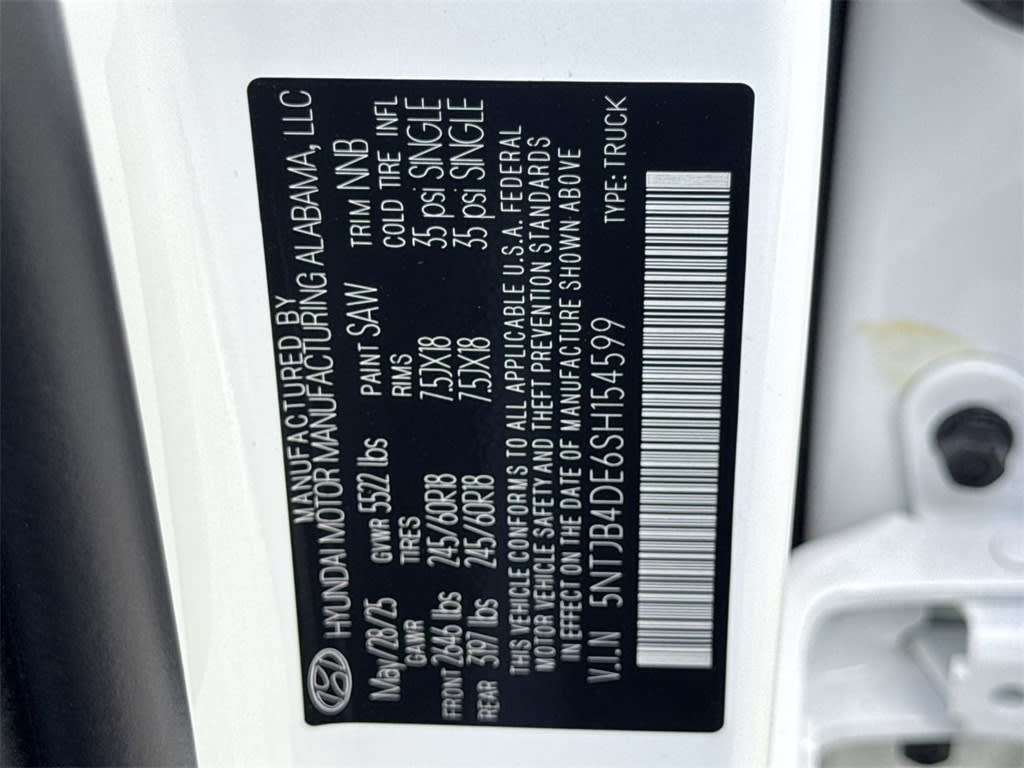 MANUFACTURED BY
HYUNDAI MOTOR MANUFACTURING ALABAMA, LLC
May/28/25 GVWR 5522 lbs PAINT SAW TRIM NNB
GAWR TIRES RMS COLD TIRE INFL
FRONT 2646 lbs 245/60R18 7.5JX18 35 psi SINGLE
REAR 3197 lbs 245/60R18 7.5JX18 35 psi SINGLE
THIS VEHICLE CONFORMS TO ALL APPLICABLE U.S.A. FEDERAL
MOTOR VEHICLE SAFETY AND THEFT PREVENTION STANDARDS
IN EFFECT ON THE DATE OF MANUFACTURE SHOWN ABOVE
V.I.N 5NTJB4DE6SH154599 TYPE: TRUCK